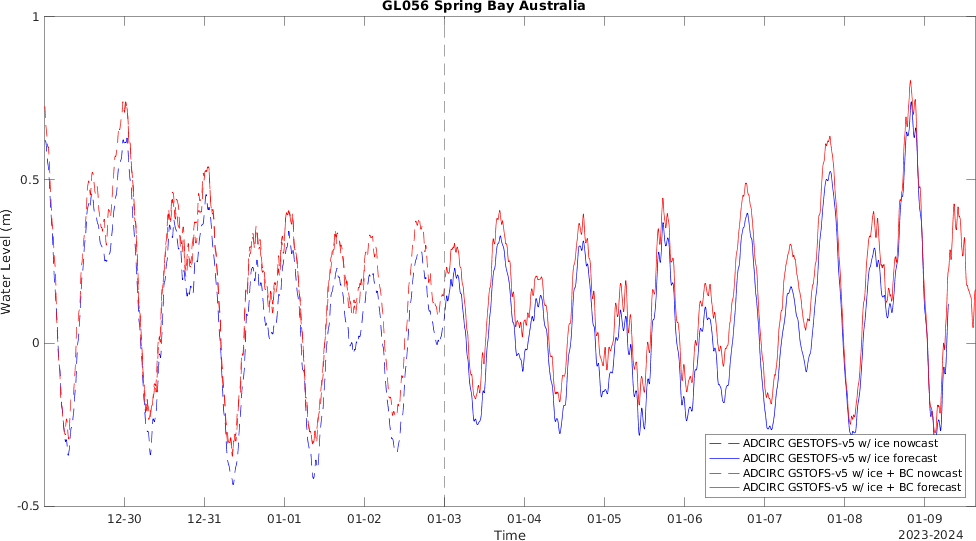 GL056 Spring Bay Australia
1
0.5
0
-0.5
Water Level (m)
12-30 12-31 01-01 01-02 01-03 01-04 01-05 01-06 01-07 01-08 01-09
Time
2023-2024
ADCIRC GESTOFS-v5 w/ ice nowcast
ADCIRC GESTOFS-v5 w/ ice forecast
ADCIRC GSTOFS-v5 w/ ice + BC nowcast
ADCIRC GSTOFS-v5 w/ ice + BC forecast